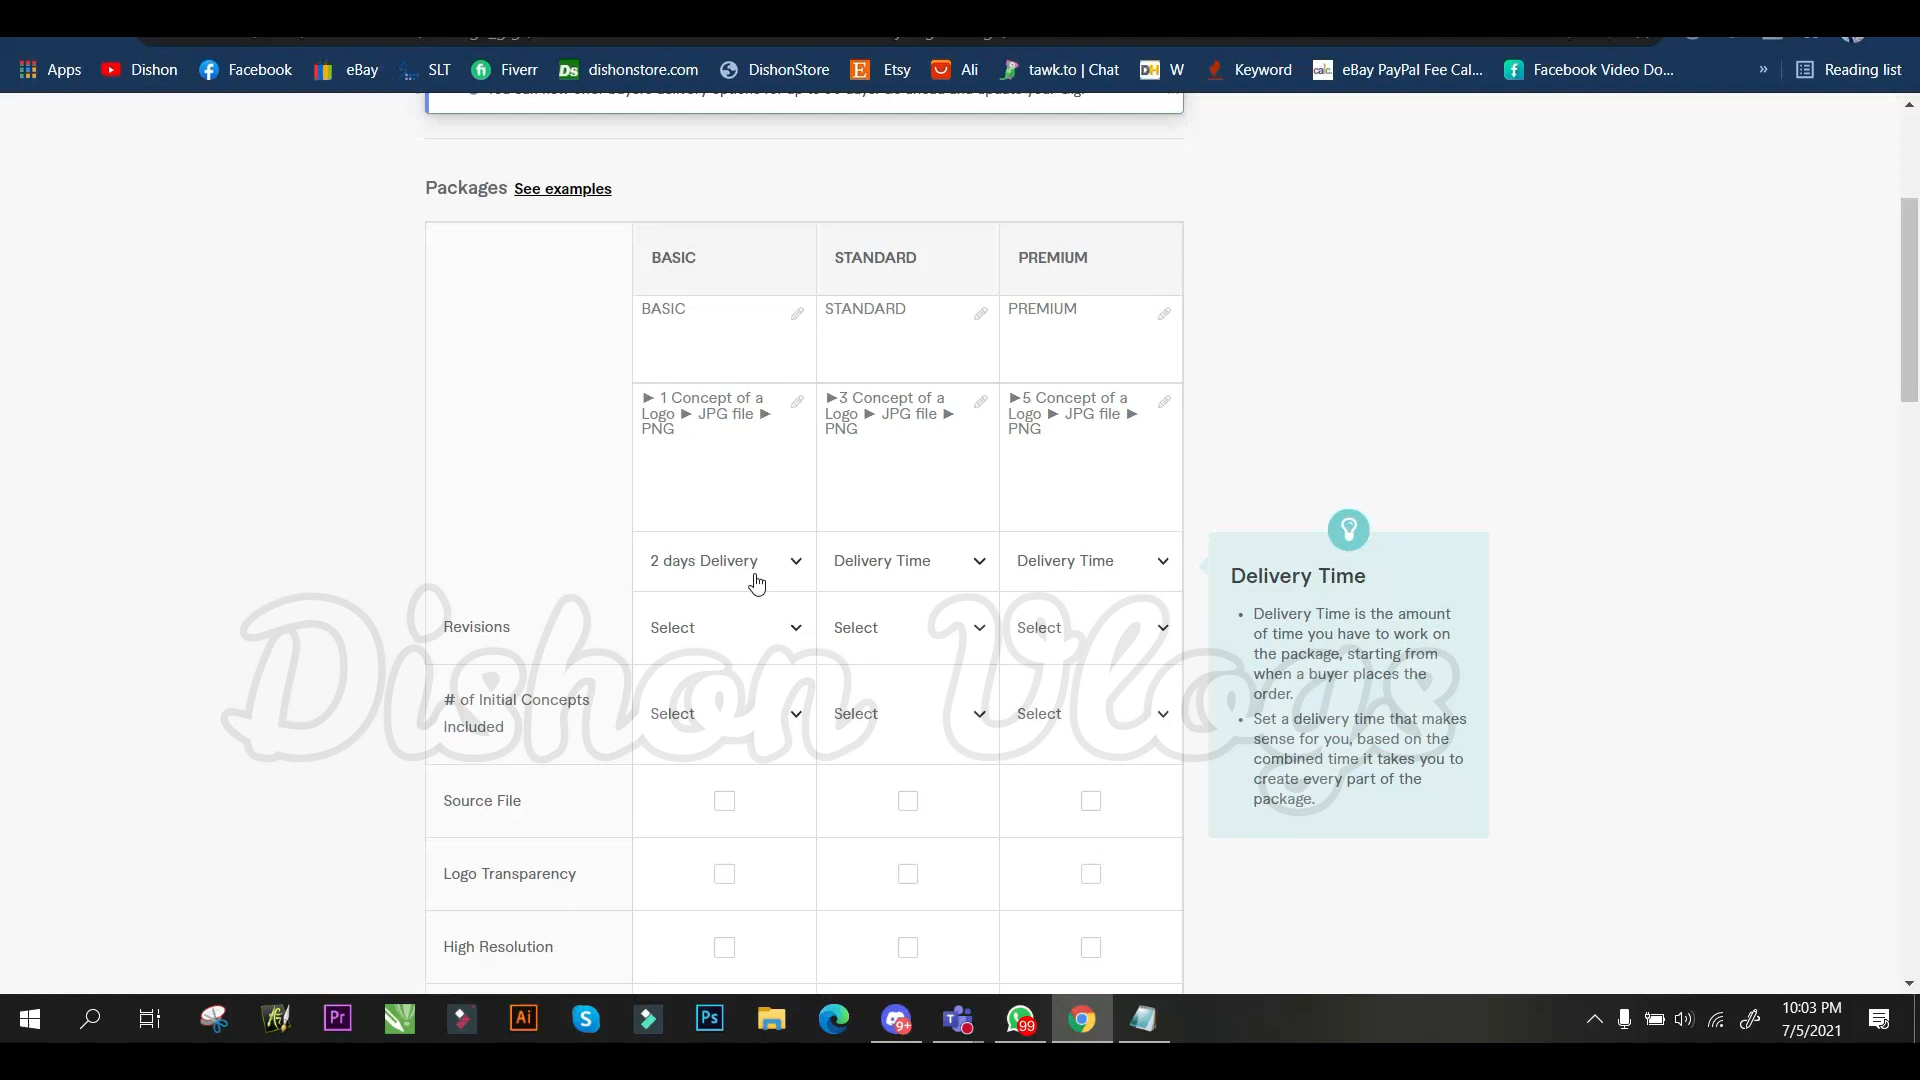 Apps Dishon Facebook eBay SLT Fiverr dishonstore.com DishonStore Etsy Ali tawk.to | Chat W Keyword eBay PayPal Fee Cal... Facebook Video Do... » Reading list
Packages See examples
BASIC STANDARD PREMIUM
BASIC STANDARD PREMIUM
► 1 Concept of a ►3 Concept of a ►5 Concept of a
Logo ► JPG file ► Logo ► JPG file ► Logo ► JPG file ►
PNG PNG PNG
2 days Delivery Delivery Time Delivery Time
Revisions Select Select Select
# of Initial Concepts
Included Select Select Select
Source File
Logo Transparency
High Resolution
Delivery Time
• Delivery Time is the amount
of time you have to work on
the package, starting from
when a buyer places the
order.
• Set a delivery time that makes
sense for you, based on the
combined time it takes you to
create every part of the
package.
Dishon Vlogs
10:03 PM
7/5/2021